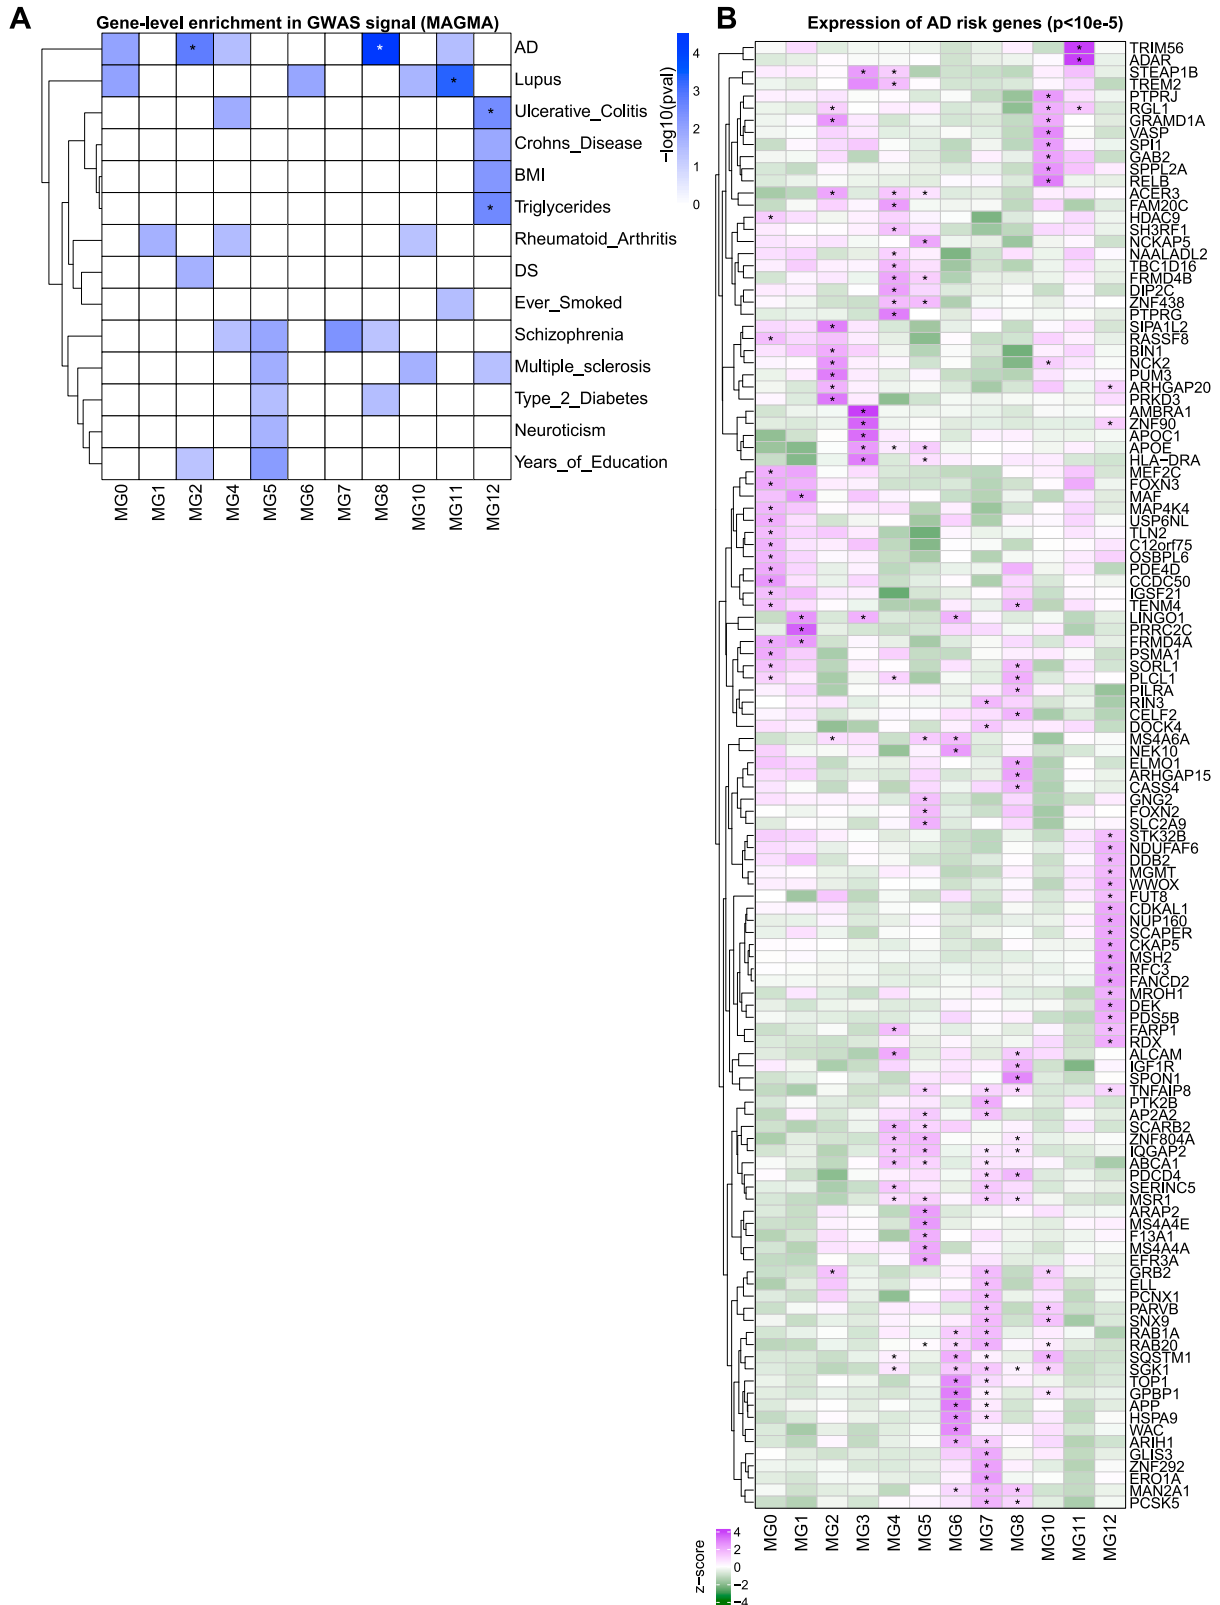 A
Gene-level enrichment in GWAS signal (MAGMA)
AD
Lupus
Ulcerative_Colitis
Crohns_Disease
BMI
Triglycerides
Rheumatoid_Arthritis
DS
Ever_Smoked
Schizophrenia
Multiple_sclerosis
Type_2_Diabetes
Neuroticism
Years_of_Education
MG0
MG1
MG2
MG4
MG5
MG6
MG7
MG8
MG10
MG11
MG12
−log10(pval)
4
3
2
1
0
B
Expression of AD risk genes (p<10e-5)
TRIM56
ADAR
STEAP1B
TREM2
PTPRJ
RGL1
GRAMD1A
VASP
SPI1
GAB2
SPPL2A
RELB
ACER3
FAM20C
HDAC9
SH3RF1
NCKAP5
NAALADL2
TBC1D16
FRMD4B
DIP2C
ZNF438
PTPRG
SIPA1L2
RASSF8
BIN1
NCK2
PUM3
ARHGAP20
PRKD3
AMBRA1
ZNF90
APOC1
APOE
HLA−DRA
MEF2C
FOXN3
MAF
MAP4K4
USP6NL
TLN2
C12orf75
OSBPL6
PDE4D
CCDC50
IGSF21
TENM4
LINGO1
PRRC2C
FRMD4A
PSMA1
SORL1
PLCL1
PILRA
RIN3
CELF2
DOCK4
MS4A6A
NEK10
ELMO1
ARHGAP15
CASS4
GNG2
FOXN2
SLC2A9
STK32B
NDUFAF6
DDB2
MGMT
WWOX
FUT8
CDKAL1
NUP160
SCAPER
CKAP5
MSH2
RFC3
FANCD2
MROH1
DEK
PDS5B
FARP1
RDX
ALCAM
IGF1R
SPON1
TNFAIP8
PTK2B
AP2A2
SCARB2
ZNF804A
IQGAP2
ABCA1
PDCD4
SERINC5
MSR1
ARAP2
MS4A4E
F13A1
MS4A4A
EFR3A
GRB2
ELL
PCNX1
PARVB
SNX9
RAB1A
RAB20
SQSTM1
SGK1
TOP1
GPBP1
APP
HSPA9
WAC
ARIH1
GLIS3
ZNF292
ERO1A
MAN2A1
PCSK5
MG0
MG1
MG2
MG3
MG4
MG5
MG6
MG7
MG8
MG10
MG11
MG12
z−score
4
2
0
−2
−4